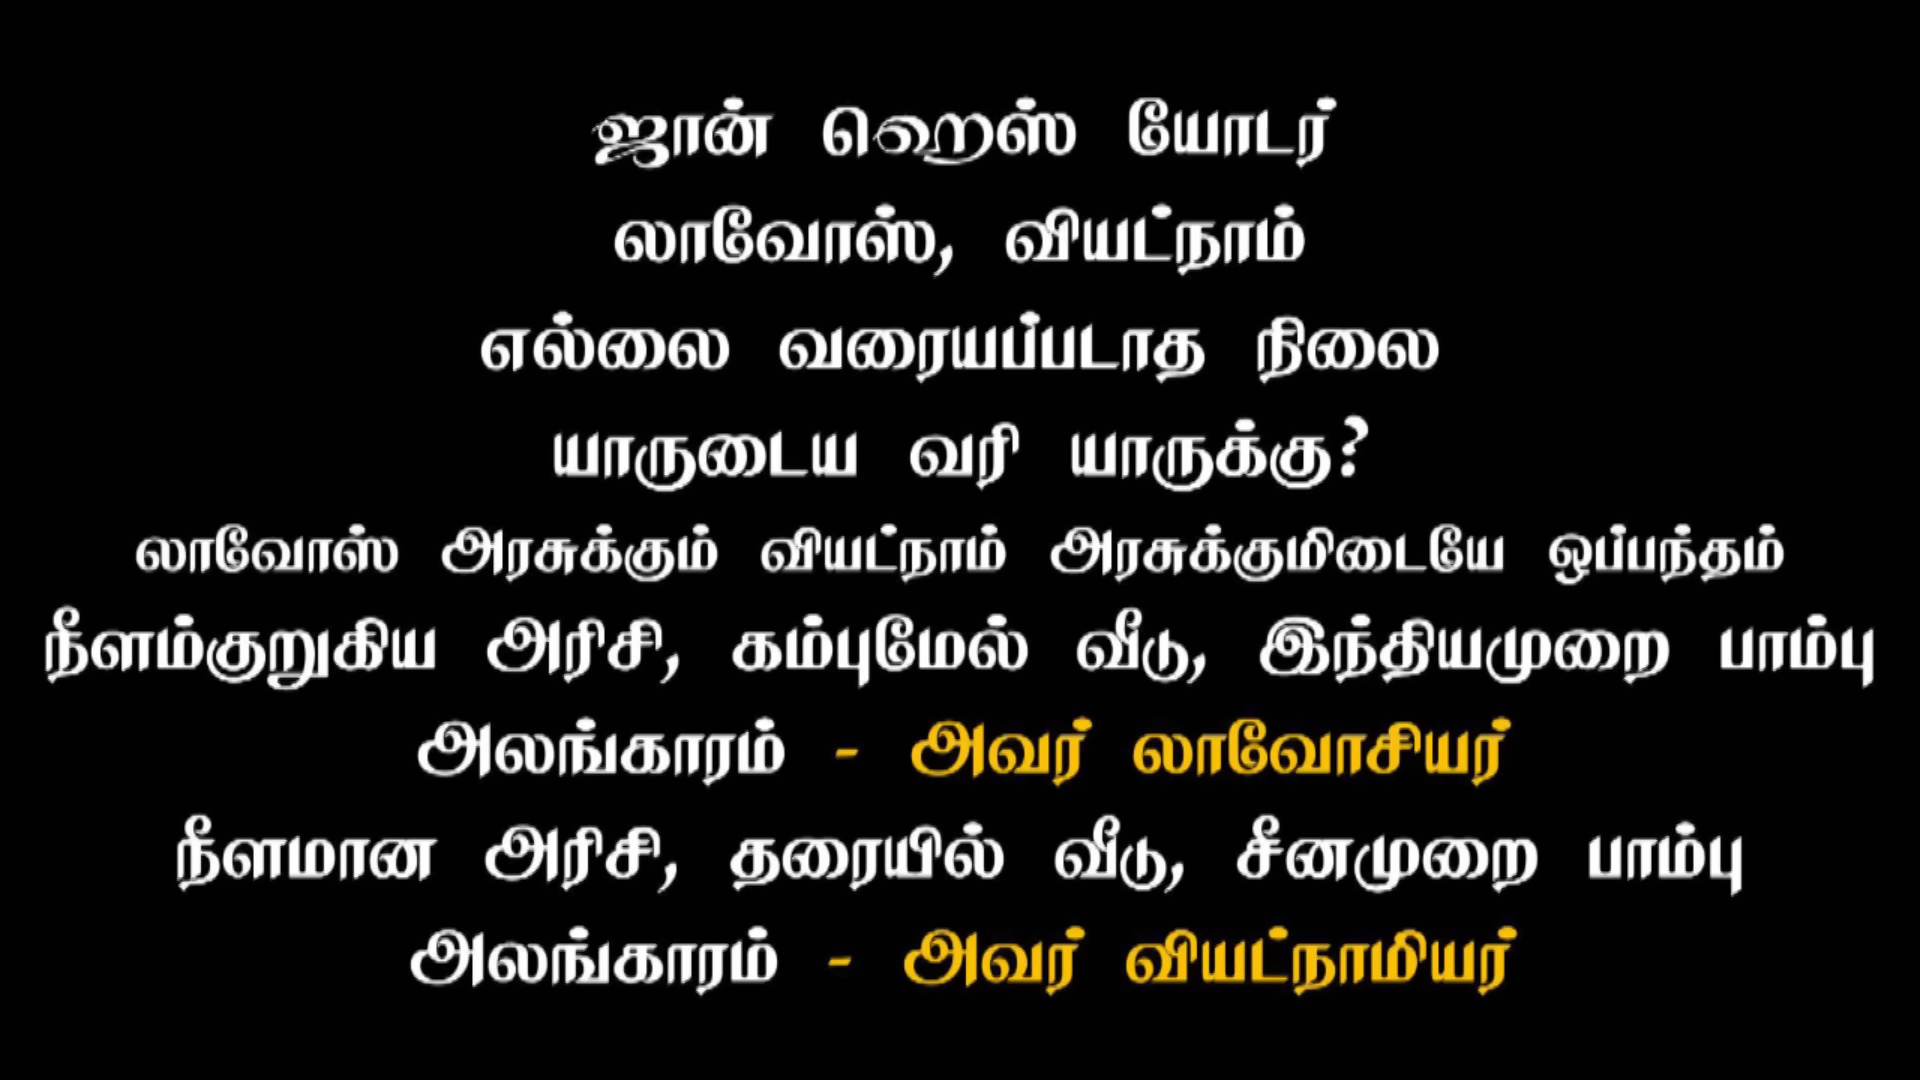 ஜான் ஹெஸ் யோடர்
லாவோஸ், வியட்நாம்
எல்லை வரையப்படாத நிலை
யாருடைய வரி யாருக்கு?
லாவோஸ் அரசுக்கும் வியட்நாம் அரசுக்குமிடையே ஒப்பந்தம்
நீளம்குறுகிய அரிசி, கம்புமேல் வீடு, இந்தியமுறை பாம்பு
அலங்காரம் - அவர் லாவோசியர்
நீளமான அரிசி, தரையில் வீடு, சீனமுறை பாம்பு
அலங்காரம் - அவர் வியட்நாமியர்